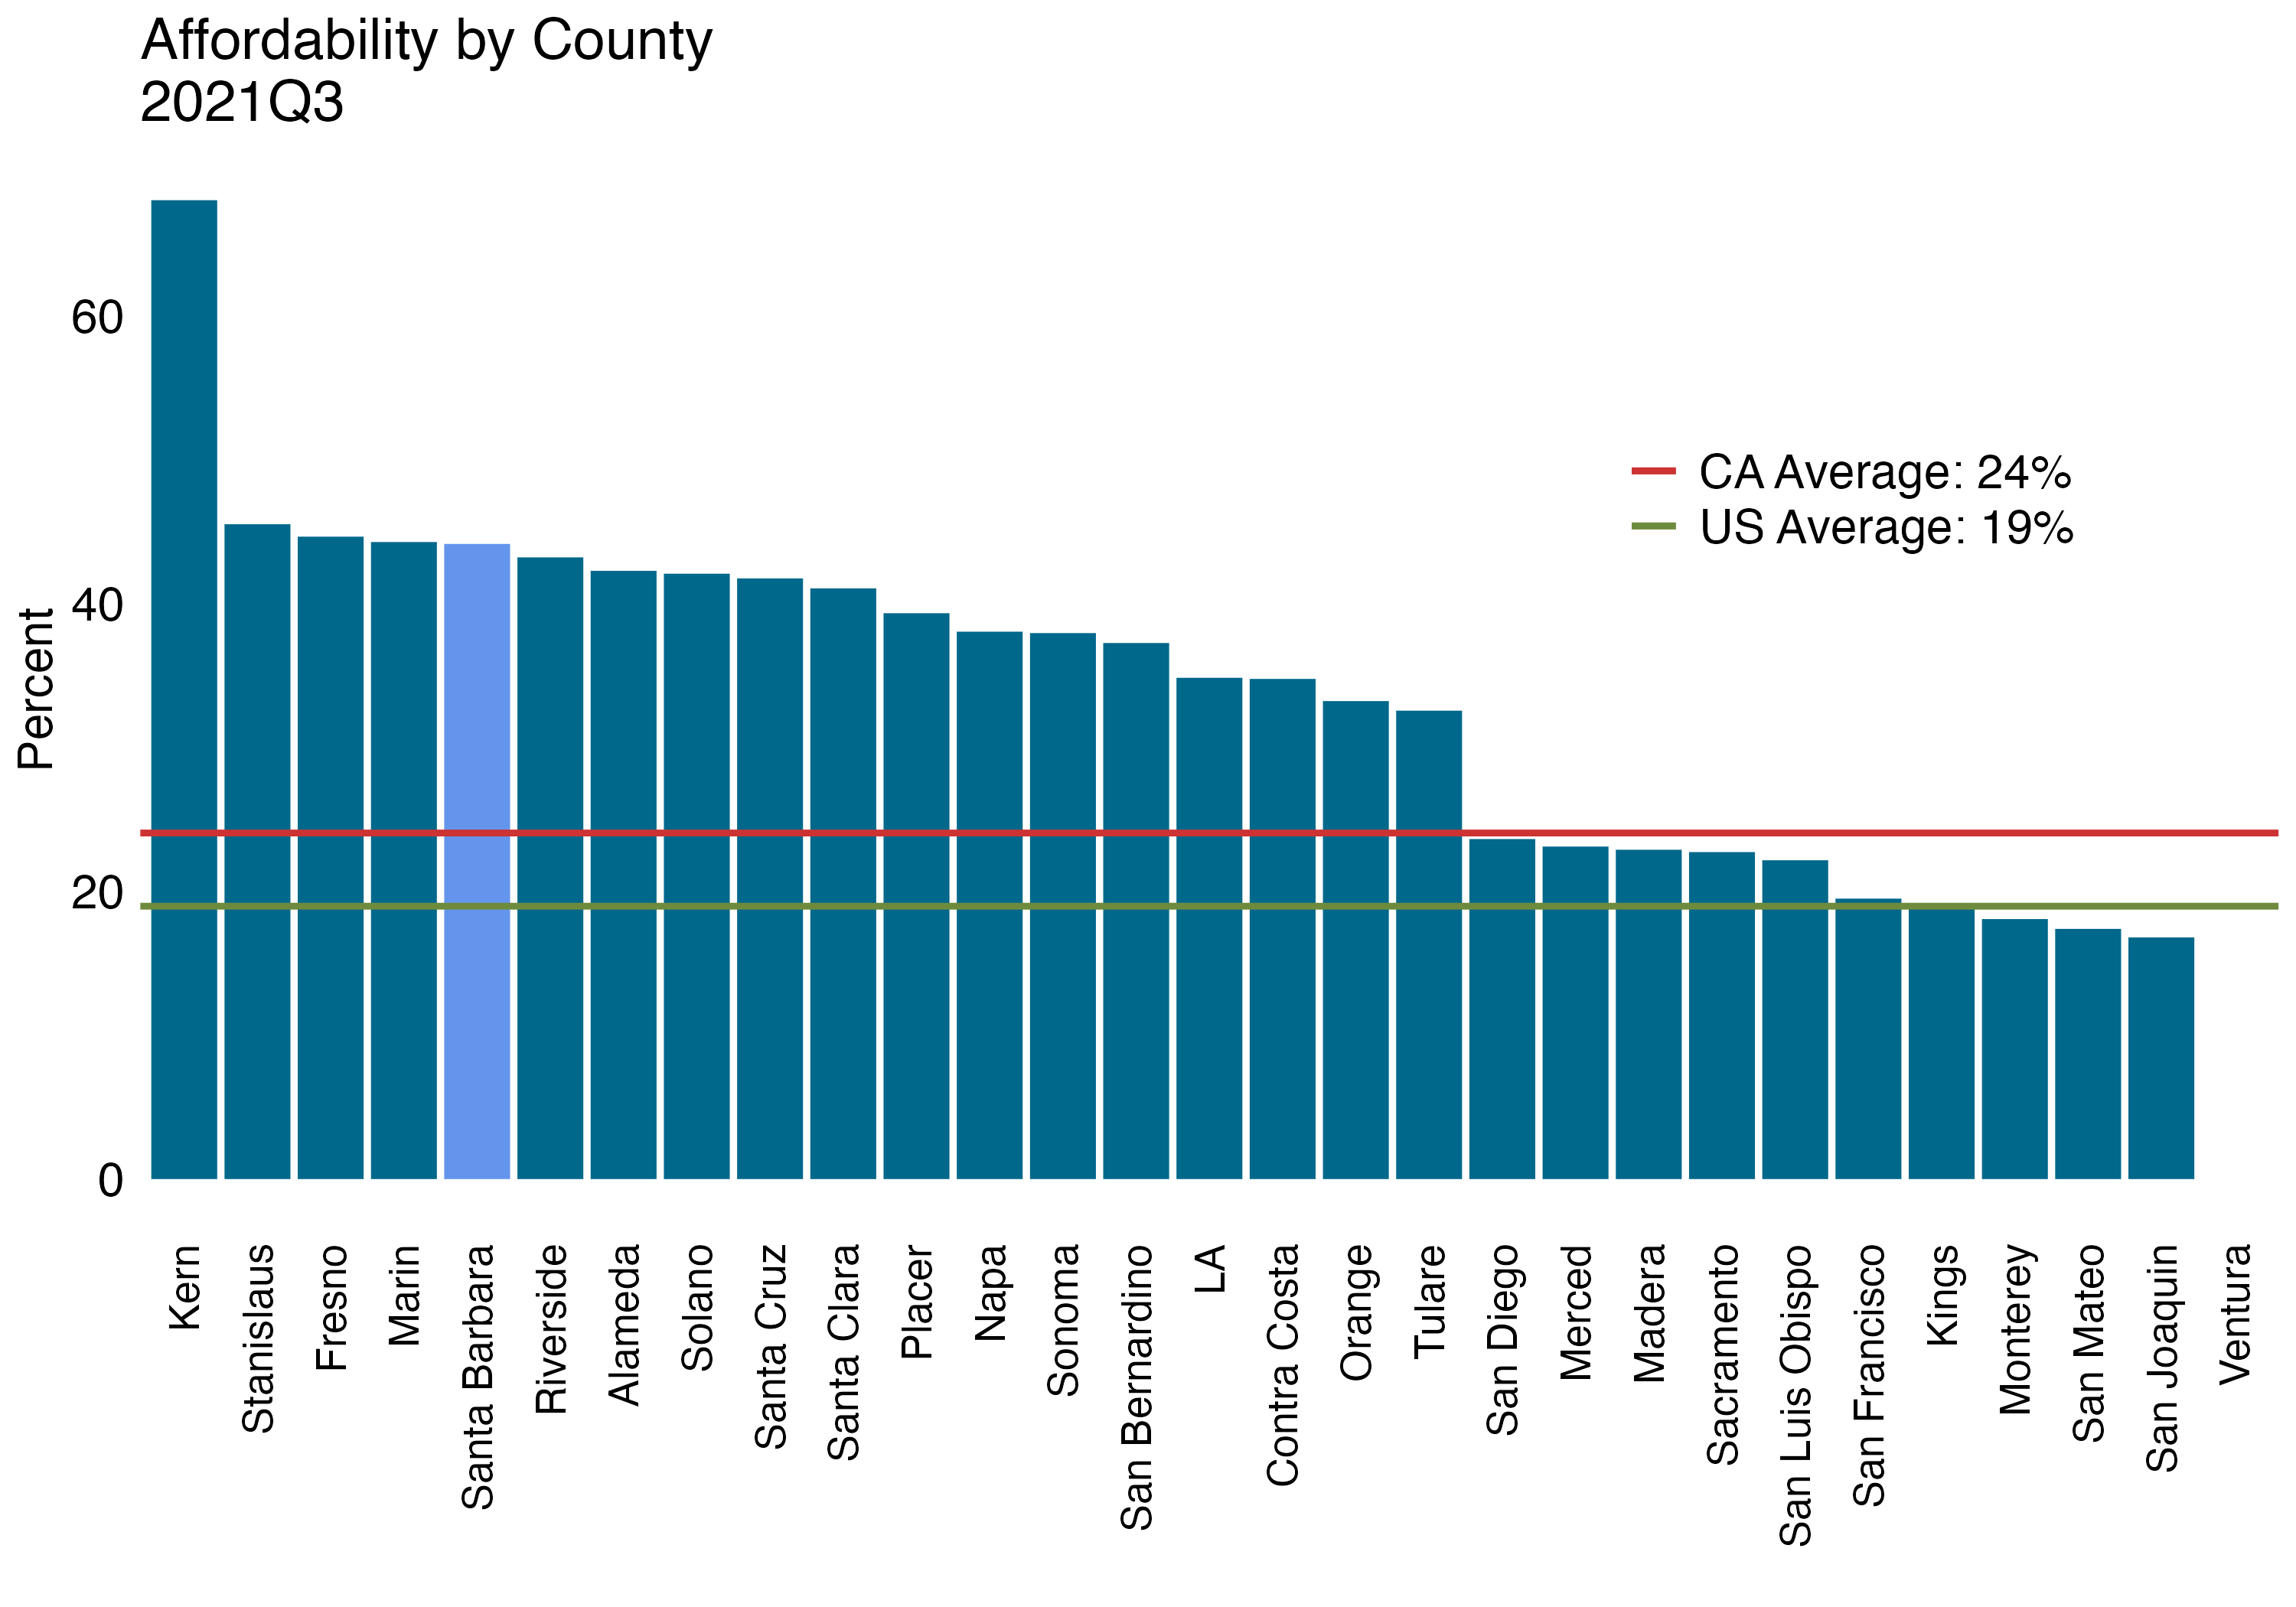 Affordability by County
2021Q3
Percent
60
40
20
0
CA Average: 24%
US Average: 19%
Kern
Stanislaus
Fresno
Marin
Santa Barbara
Riverside
Alameda
Solano
Santa Cruz
Santa Clara
Placer
Napa
Sonoma
San Bernardino
LA
Contra Costa
Orange
Tulare
San Diego
Merced
Madera
Sacramento
San Luis Obispo
San Francisco
Kings
Monterey
San Mateo
San Joaquin
Ventura